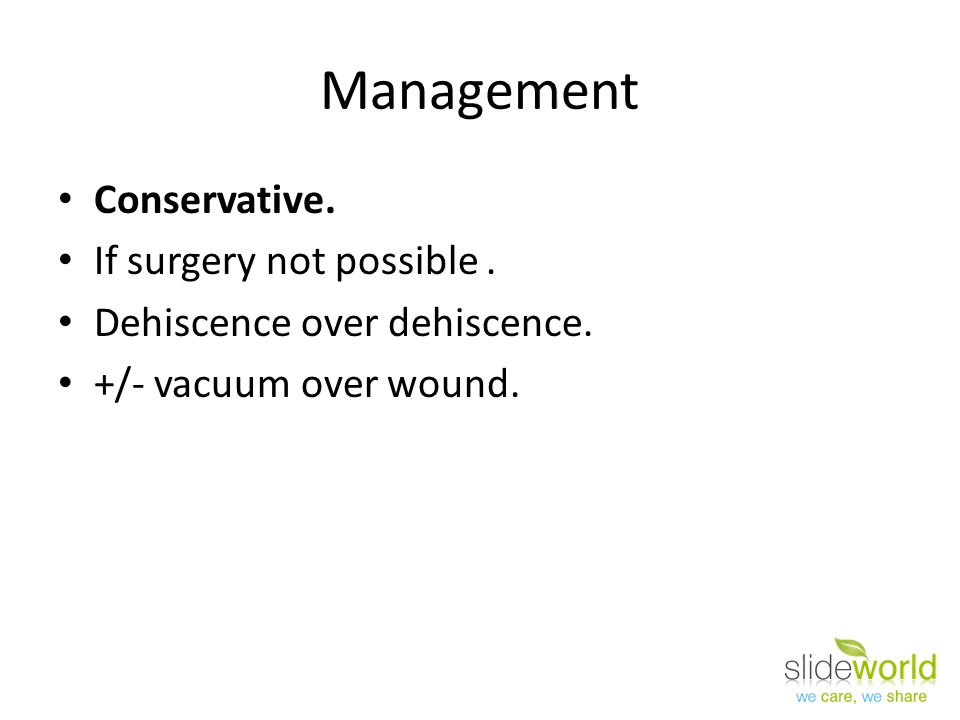 Management
• Conservative.
• If surgery not possible .
• Dehiscence over dehiscence.
• +/- vacuum over wound.
slideworld
we care, we share